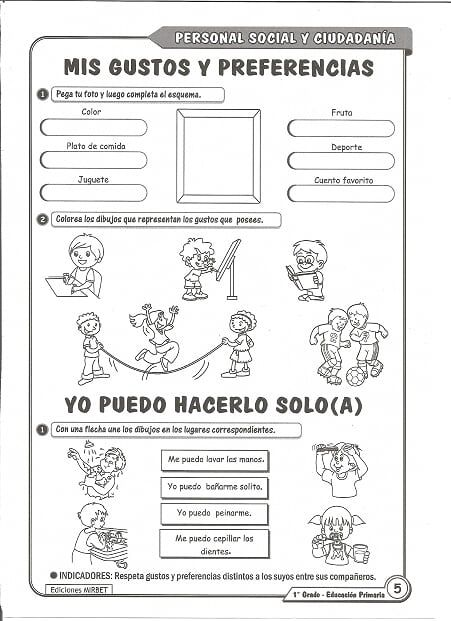 PERSONAL SOCIAL Y CIUDADANÍA
MIS GUSTOS Y PREFERENCIAS
1 Pega tu foto y luego completa el esquema.
Color
Fruta
Plato de comida
Deporte
Juguete
Cuento favorito
2 Colorea los dibujos que representan los gustos que posees.
YO PUEDO HACERLO SOLO(A)
1 Con una flecha une los dibujos en los lugares correspondientes.
Me puedo lavar las manos.
Yo puedo bañarme solito.
Yo puedo peinarme.
Me puedo cepillar los
dientes.
INDICADORES: Respeta gustos y preferencias distintos a los suyos entre sus compañeros.
Ediciones MIRBET
1° Grado - Educación Primaria
5